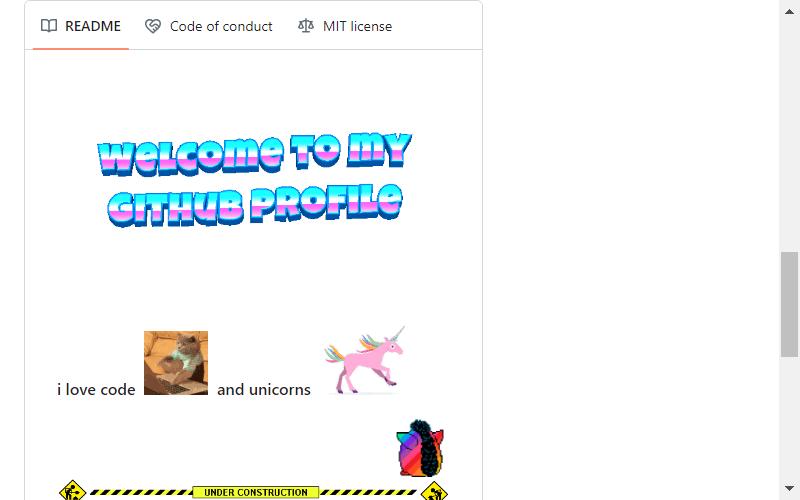 README
Code of conduct
MIT license
WELCOME TO MY
GITHUB PROFILE
i love code and unicorns
UNDER CONSTRUCTION